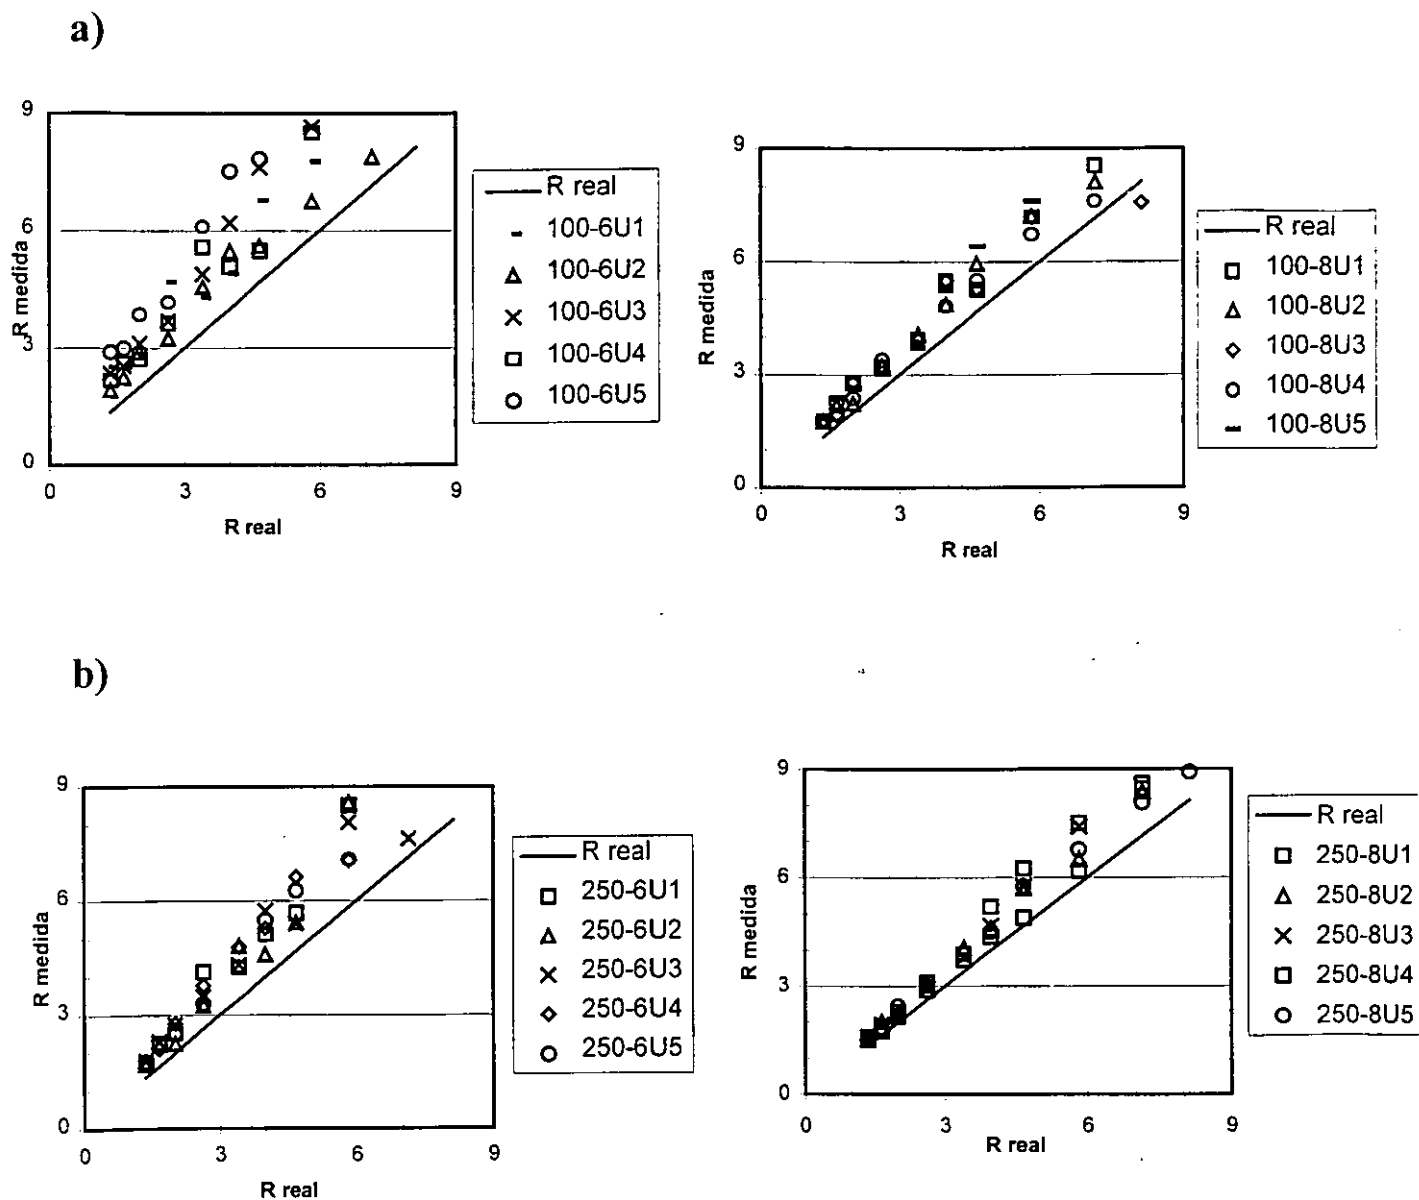 a)
9
6
3
0
R medida
0 3 6 9
R real
R real
100-6U1
100-6U2
100-6U3
100-6U4
100-6U5
9
6
3
0
R medida
0 3 6 9
R real
R real
100-8U1
100-8U2
100-8U3
100-8U4
100-8U5
b)
9
6
3
0
R medida
0 3 6 9
R real
R real
250-6U1
250-6U2
250-6U3
250-6U4
250-6U5
9
6
3
0
R medida
0 3 6 9
R real
R real
250-8U1
250-8U2
250-8U3
250-8U4
250-8U5